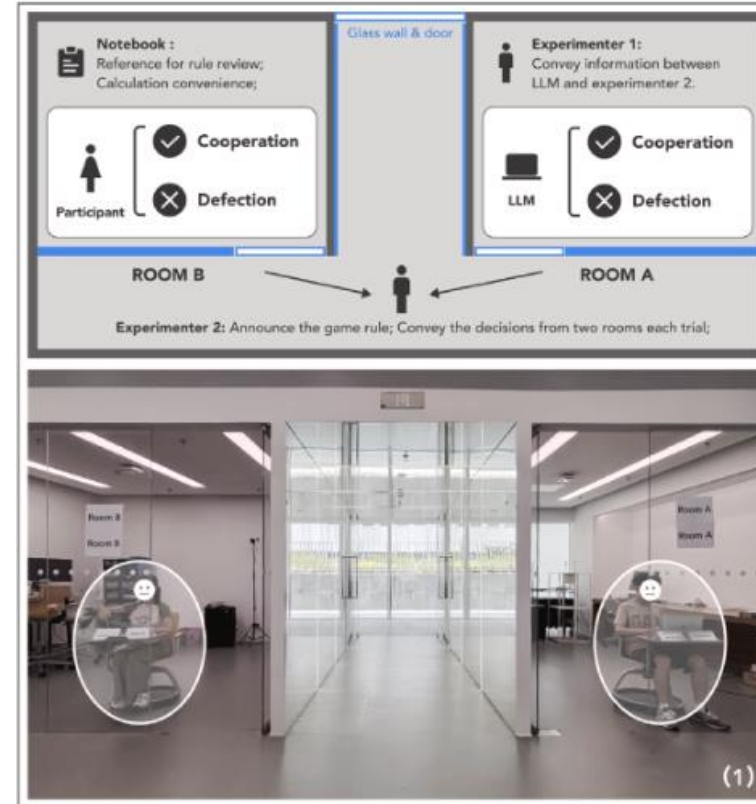 Glass wall & door
Notebook :
Reference for rule review;
Calculation convenience;
Participant
Cooperation
Defection
Experimenter 1:
Convey information between
LLM and experimenter 2.
LLM
Cooperation
Defection
ROOM B
ROOM A
Experimenter 2: Announce the game rule; Convey the decisions from two rooms each trial;
Room B
Room B
Room A
Room A
(1)